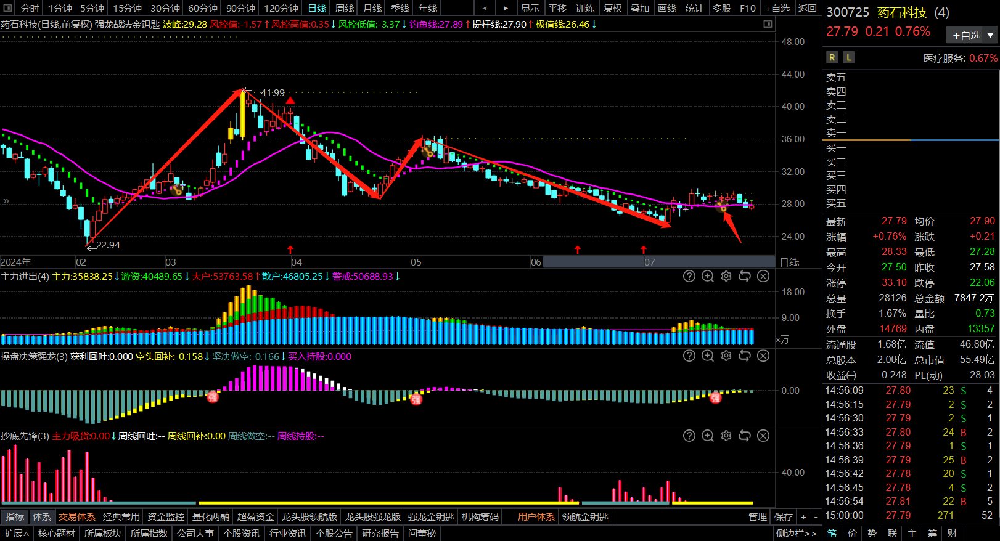 分时 1分钟 5分钟 15分钟 30分钟 60分钟 90分钟 120分钟 日线 周线 月线 季线 年线 ◂ ▸ 显示 平移 训练 复权 叠加 画线 统计 多股 F10 +自选 返回
药石科技(日线,前复权) 强龙战法金钥匙 波峰:29.28 风控值:-1.57↑ 风控高值:0.35↓ 风控低值:-3.37↓ 钓鱼线:27.89↑ 提杆线:27.90↑ 极值线:26.46↓
48.00
44.00
40.00
36.00
32.00
28.00
24.00
41.99
22.94
»
2024年 02 03 04 05 06 07 日线
主力进出(4) 主力:35838.25↓ 游资:40489.65↓ 大户:53763.58↑ 散户:46805.25↓ 警戒:50688.93↓
18.00
9.00
×万
操盘决策强龙(3) 获利回吐:0.000 空头回补:-0.158↓ 坚决做空:-0.166↓ 买入持股:0.000
强 强 强
0.00
抄底先锋(3) 主力吸货:0.00↓ 周线回吐:-- 周线回补:0.00 周线做空:-- 周线持股:--
40.00
指标 体系 交易体系 经典常用 资金监控 量化两融 超盈资金 龙头股领航版 龙头股强龙版 强龙金钥匙 机构筹码 用户体系 领航金钥匙 管理 保存 + -
扩展∧ 核心题材 所属板块 所属指数 公司大事 个股资讯 行业资讯 个股公告 研究报告 问董秘 侧边栏>>
300725 药石科技 (4)
27.79 0.21 0.76% +自选 ▼
R L 医疗服务: 0.67%
卖五
卖四
卖三
卖二
卖一
买一
买二
买三
买四
买五
最新 27.79 均价 27.90
涨幅 +0.76% 涨跌 +0.21
最高 28.33 最低 27.28
今开 27.50 昨收 27.58
涨停 33.10 跌停 22.06
总量 28126 总金额 7847.2万
换手 1.67% 量比 0.73
外盘 14769 内盘 13357
流通股 1.68亿 流值 46.80亿
总股本 2.00亿 总市值 55.49亿
收益㈠ 0.248 PE(动) 28.03
14:56:09 27.80 23 S 4
14:56:15 27.79 2 S 2
14:56:30 27.79 2 S 1
14:56:33 27.80 24 B 2
14:56:36 27.79 1 S 1
14:56:39 27.79 25 B 2
14:56:42 27.78 20 S 1
14:56:45 27.78 4 S 2
14:56:54 27.81 22 B 5
15:00:00 27.79 271 52
笔 价 势 联 主 筹 财